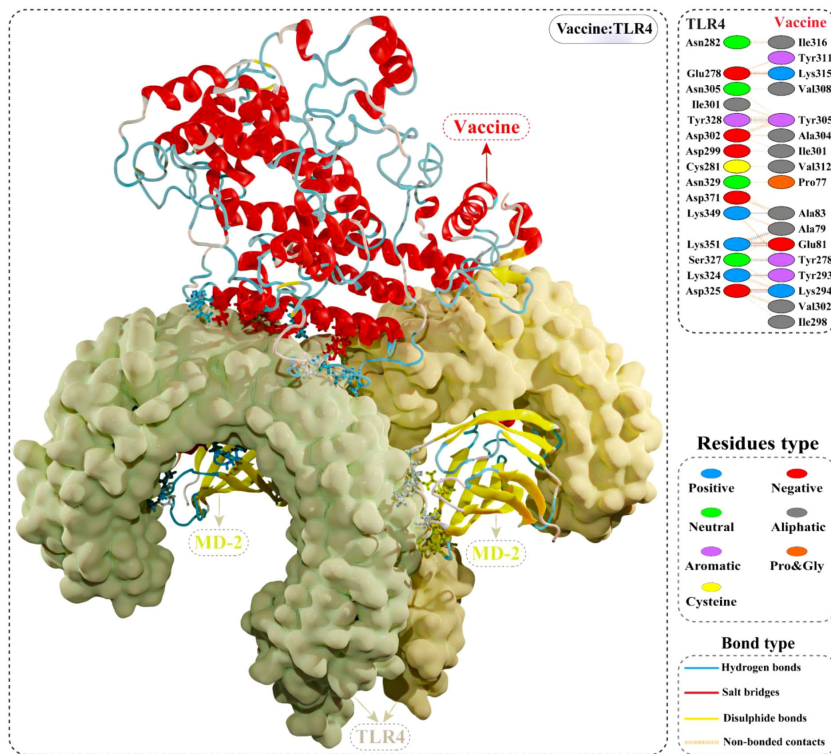 Vaccine:TLR4
Vaccine
MD-2
MD-2
TLR4
TLR4 Vaccine
Asn282 Ile316
Tyr311
Glu278 Lys315
Asn305 Val308
Ile301
Tyr328 Tyr305
Asp302 Ala304
Asp299 Ile301
Cys281 Val312
Asn329 Pro77
Asp371
Lys349 Ala83
Ala79
Lys351 Glu81
Ser327 Tyr278
Lys324 Tyr293
Asp325 Lys294
Val302
Ile298
Residues type
Positive Negative
Neutral Aliphatic
Aromatic Pro&Gly
Cysteine
Bond type
Hydrogen bonds
Salt bridges
Disulphide bonds
Non-bonded contacts